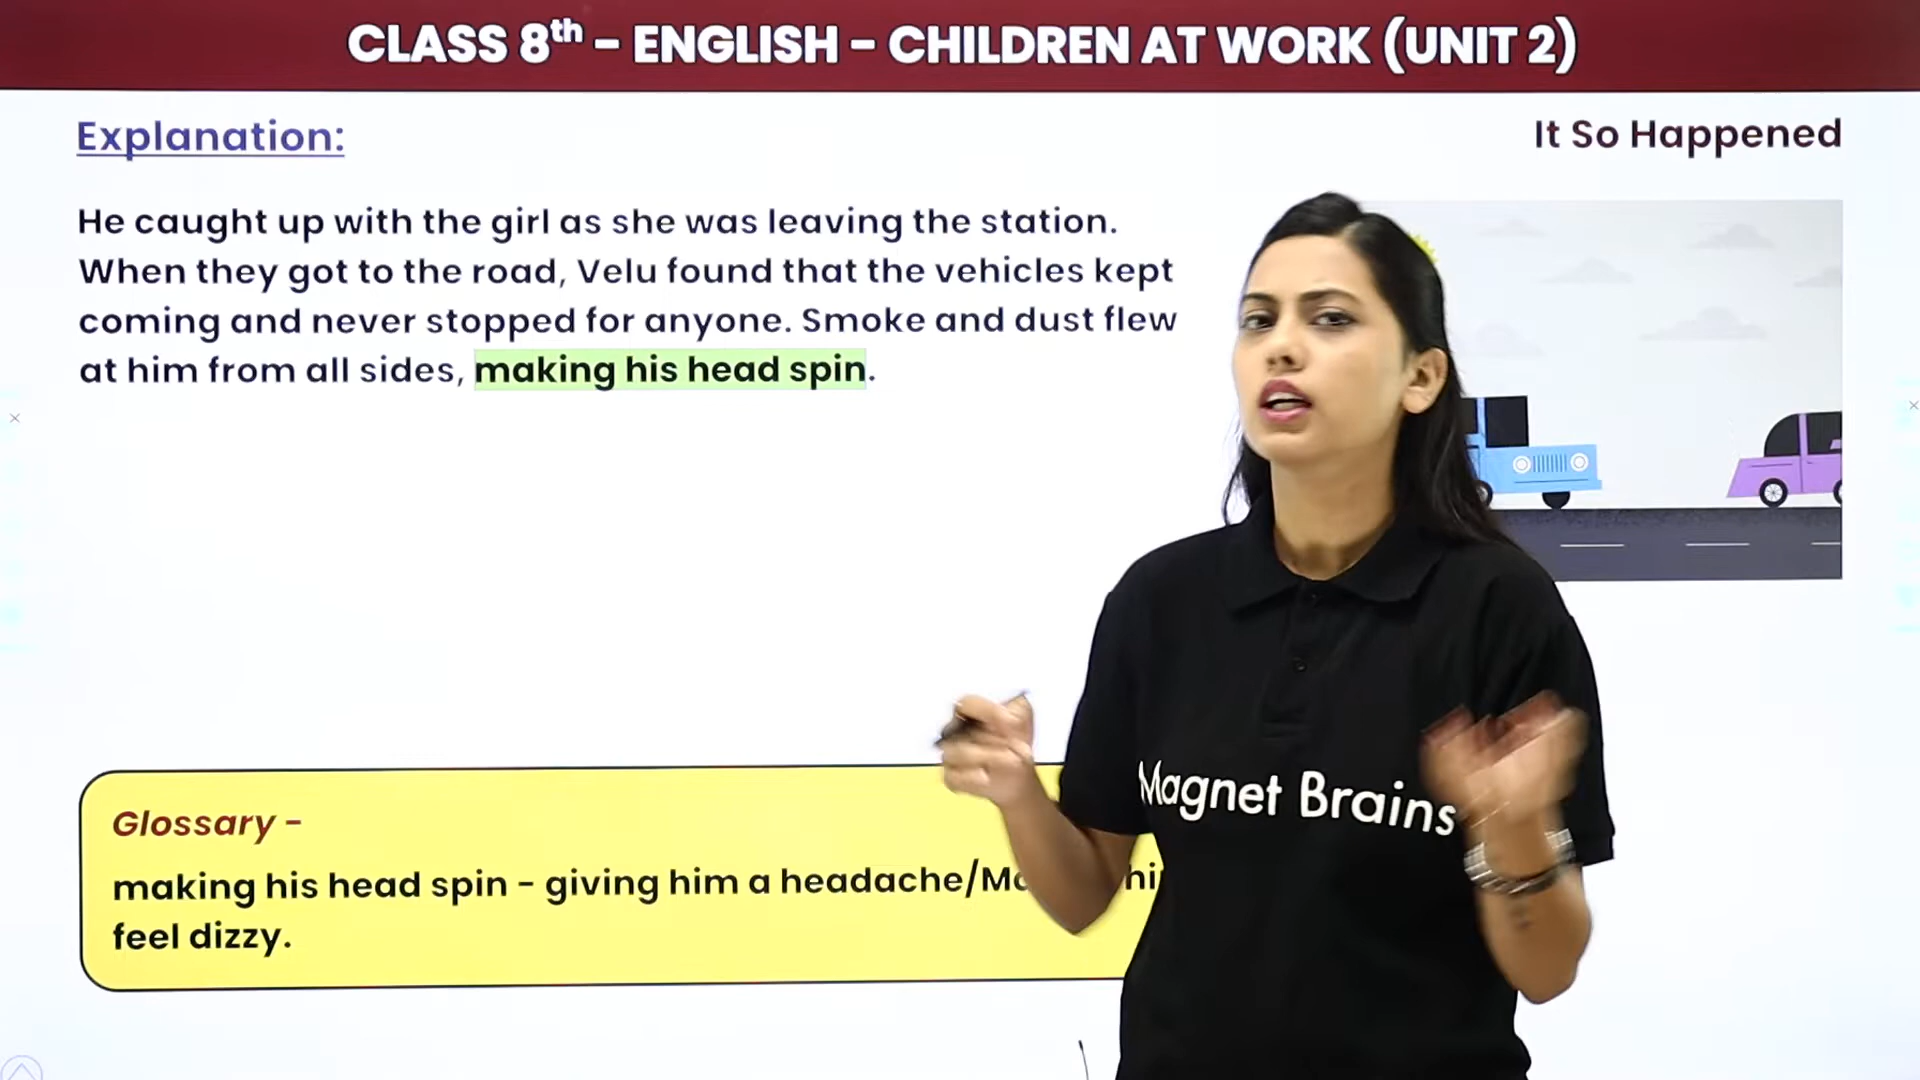 CLASS 8th - ENGLISH - CHILDREN AT WORK (UNIT 2)
Explanation:
It So Happened
He caught up with the girl as she was leaving the station.
When they got to the road, Velu found that the vehicles kept
coming and never stopped for anyone. Smoke and dust flew
at him from all sides, making his head spin.
Glossary -
making his head spin - giving him a headache/
feel dizzy.
Magnet Brains